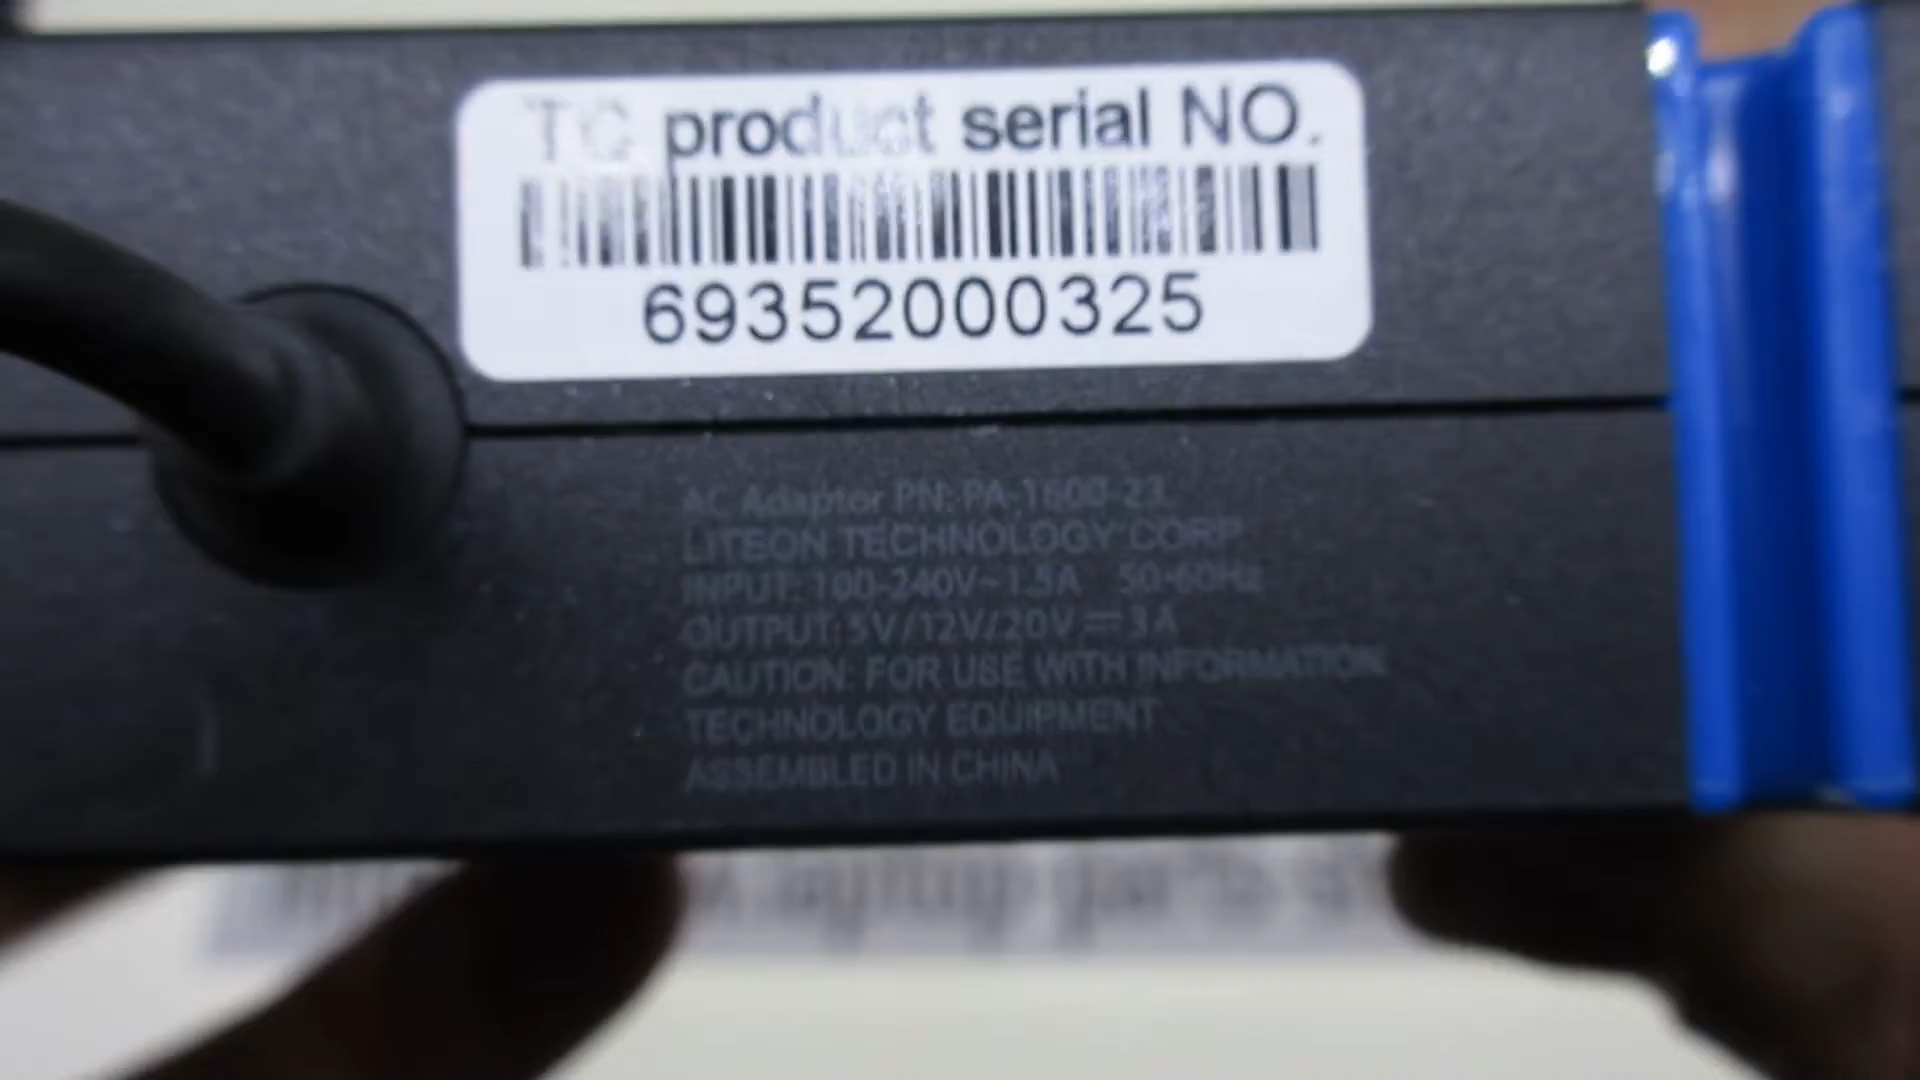 TC product serial NO.
69352000325
AC Adaptor PN: PA-1600-23
LITEON TECHNOLOGY CORP
INPUT: 100-240V~1.5A 50-60Hz
OUTPUT: 5V/12V/20V⎓3A
CAUTION: FOR USE WITH INFORMATION
TECHNOLOGY EQUIPMENT
ASSEMBLED IN CHINA